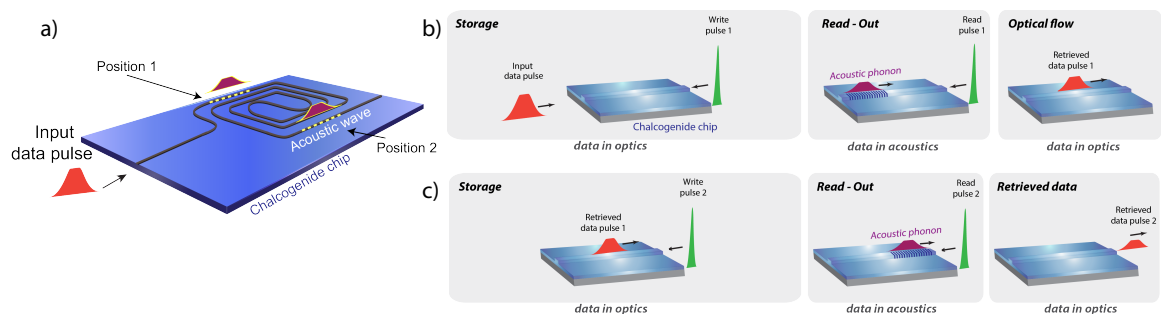 a)
Position 1
Input
data pulse
Acoustic wave
Position 2
Chalcogenide chip
b)
Storage
Write
pulse 1
Input
data pulse
Chalcogenide chip
data in optics
Read - Out
Read
pulse 1
Acoustic phonon
data in acoustics
Optical flow
Retrieved
data pulse 1
data in optics
c)
Storage
Write
pulse 2
Retrieved
data pulse 1
data in optics
Read - Out
Read
pulse 2
Acoustic phonon
data in acoustics
Retrieved data
Retrieved
data pulse 2
data in optics